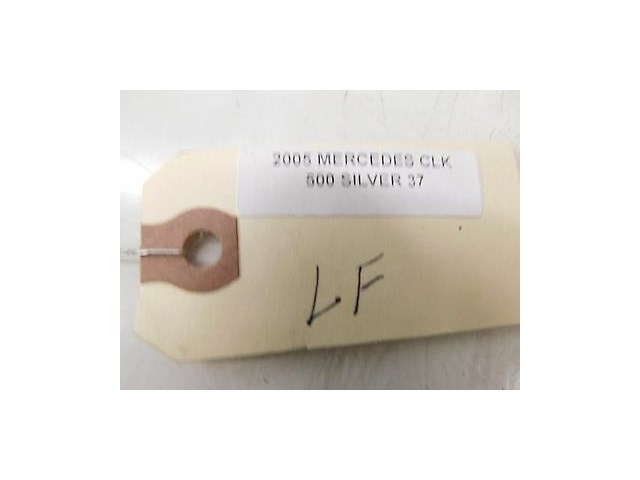 2005 MERCEDES CLK
500 SILVER 37
LF